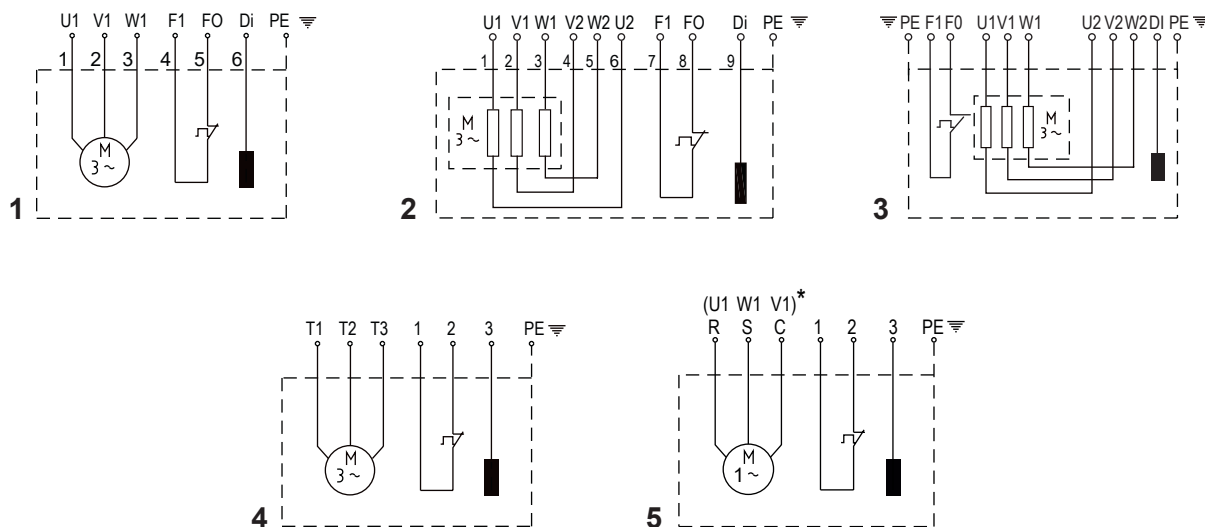 U1 V1 W1 F1 FO Di PE
1 2 3 4 5 6
M
3~
1
U1 V1 W1 V2 W2 U2 F1 FO Di PE
1 2 3 4 5 6 7 8 9
M
3~
2
PE F1 F0 U1 V1 W1 U2 V2 W2 DI PE
M
3~
3
T1 T2 T3 1 2 3 PE
M
3~
4
(U1 W1 V1)*
R S C 1 2 3 PE
M
1~
5